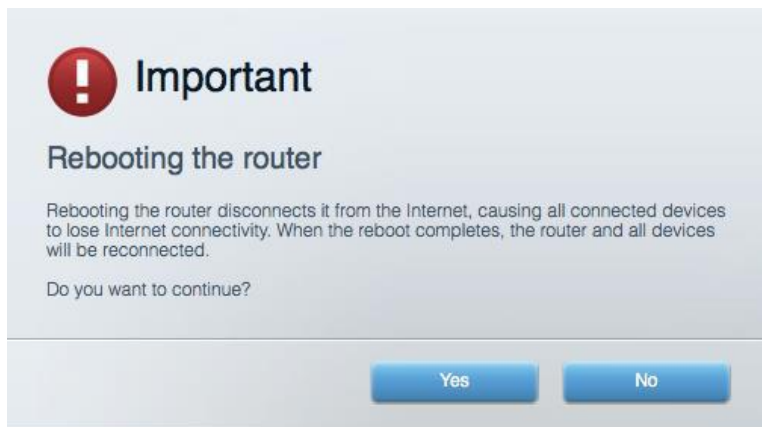 Important
Rebooting the router
Rebooting the router disconnects it from the Internet, causing all connected devices
to lose Internet connectivity. When the reboot completes, the router and all devices
will be reconnected.
Do you want to continue?
Yes No